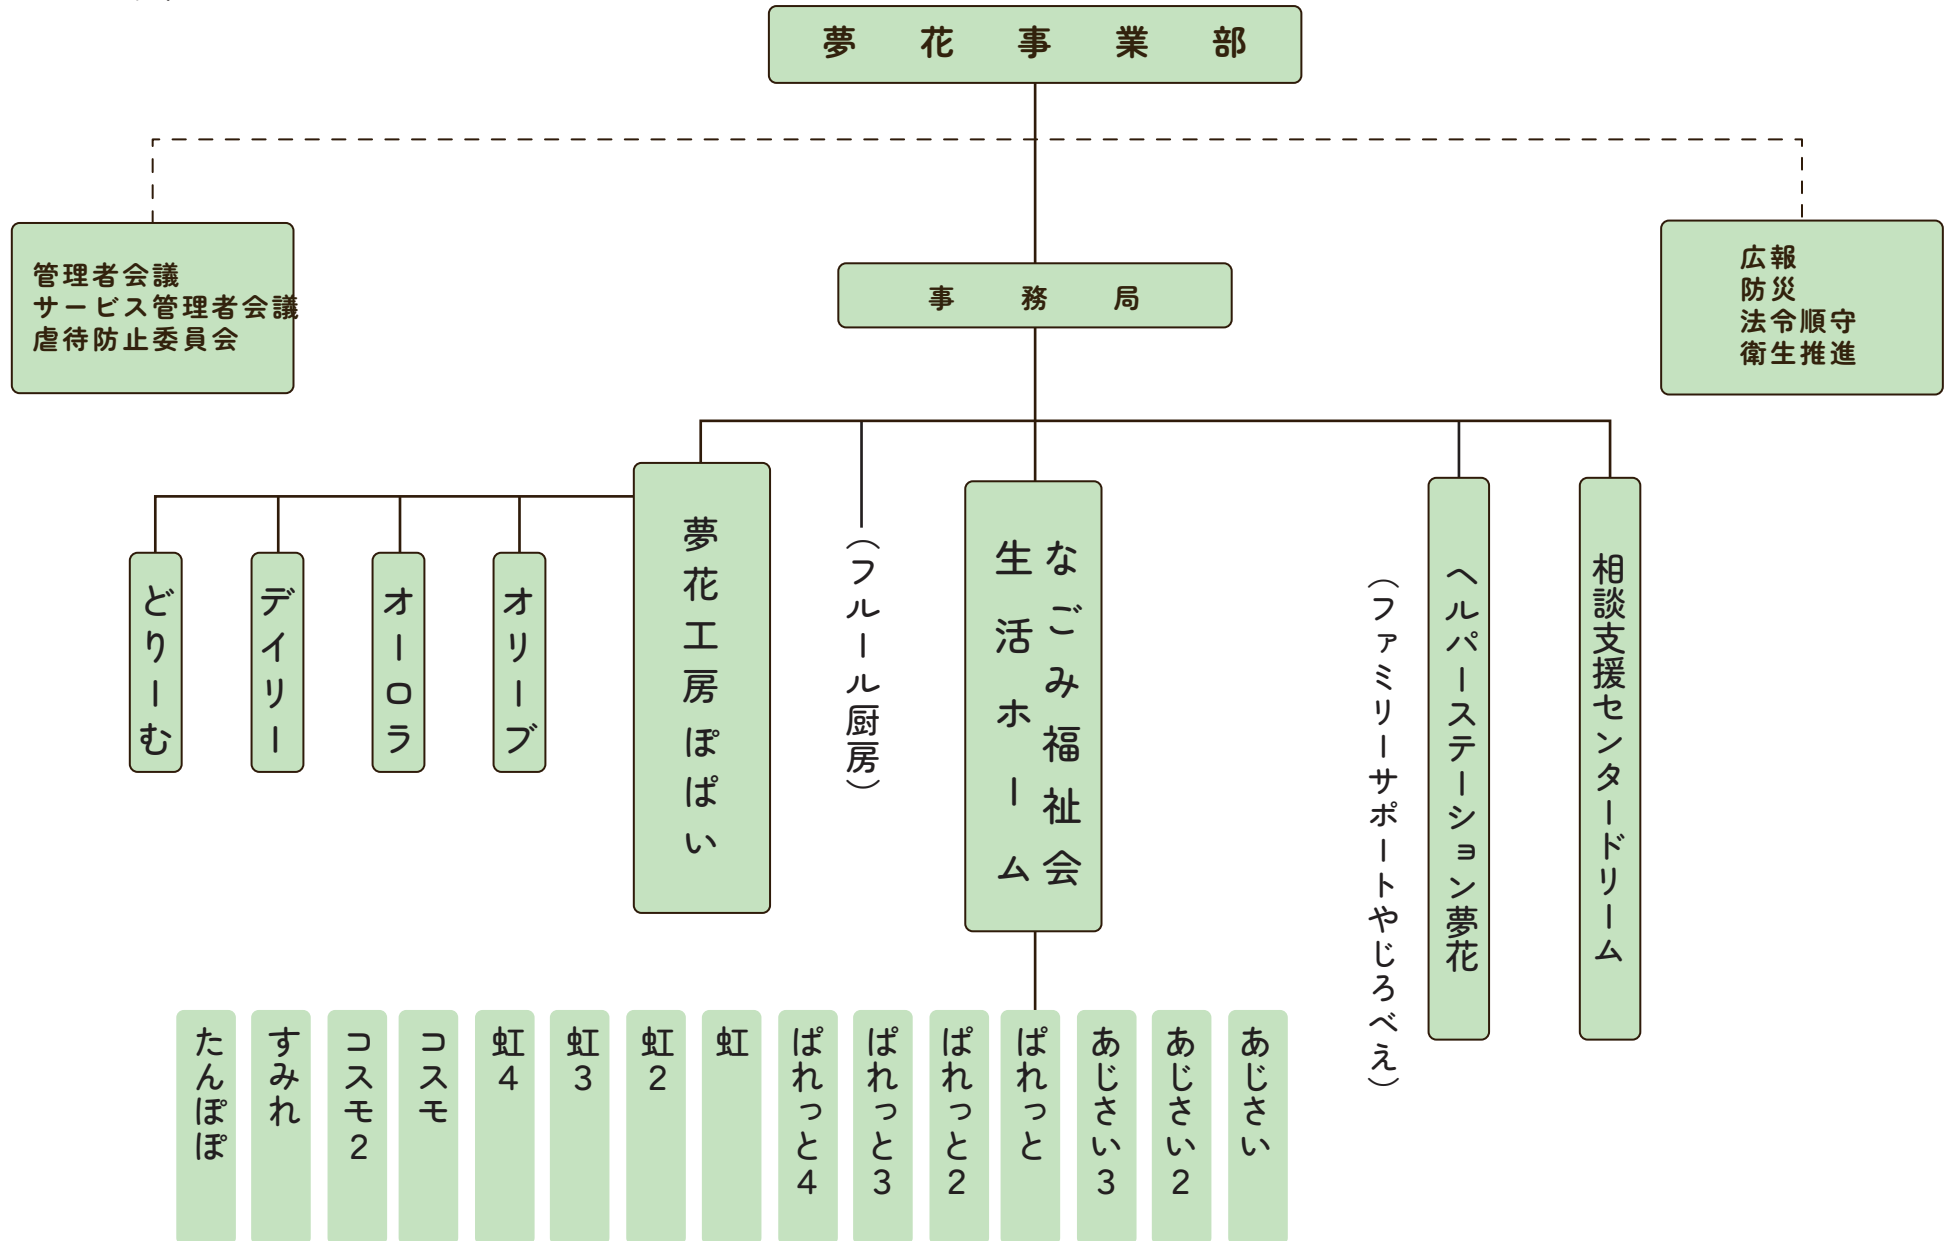 夢花事業部
管理者会議
サービス管理者会議
虐待防止委員会
事務局
広報
防災
法令順守
衛生推進
どりーむ
デイリー
オーロラ
オリーブ
夢花工房ぽぱい
（フルール厨房）
なごみ福祉会
生活ホーム
（ファミリーサポートやじろべえ）
ヘルパーステーション夢花
相談支援センタードリーム
たんぽぽ
すみれ
コスモ2
コスモ
虹4
虹3
虹2
虹
ぱれっと4
ぱれっと3
ぱれっと2
ぱれっと
あじさい3
あじさい2
あじさい